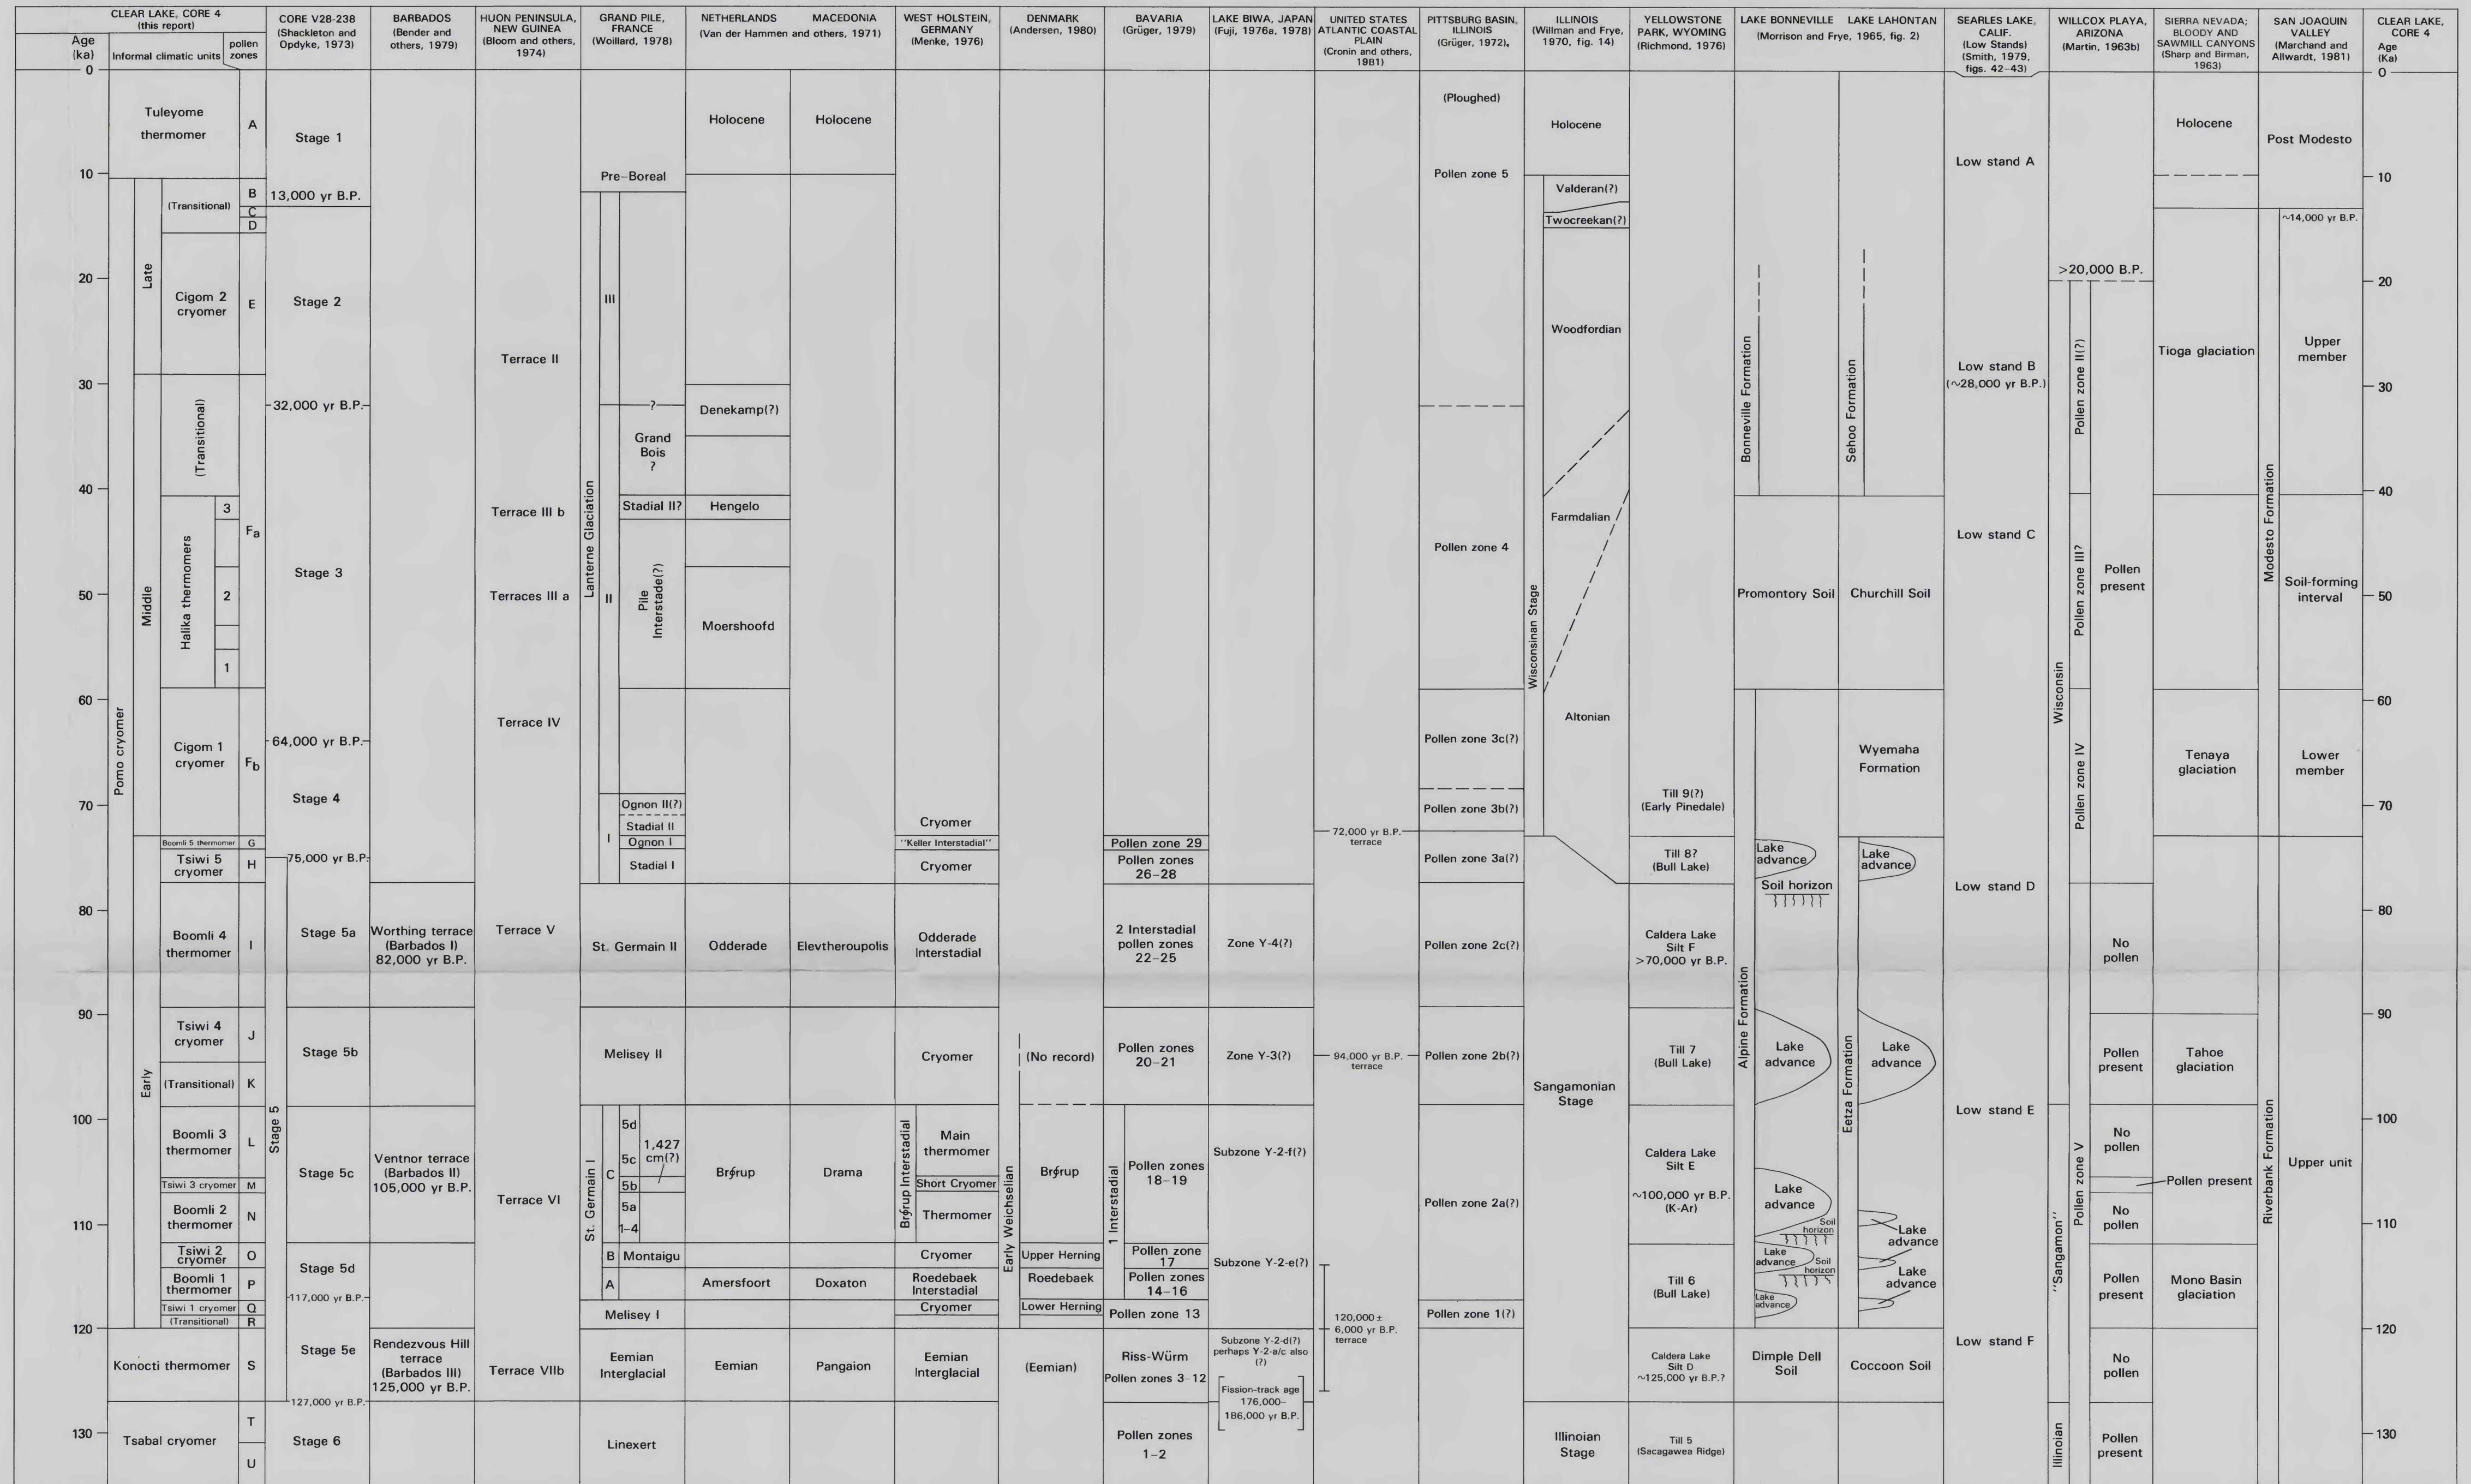 CLEAR LAKE, CORE 4
(this report)
Age
(ka)
Informal climatic units
pollen
zones
CORE V28-238
(Shackleton and
Opdyke, 1973)
BARBADOS
(Bender and
others, 1979)
HUON PENINSULA,
NEW GUINEA
(Bloom and others,
1974)
GRAND PILE,
FRANCE
(Woillard, 1978)
NETHERLANDS MACEDONIA
(Van der Hammen and others, 1971)
WEST HOLSTEIN,
GERMANY
(Menke, 1976)
DENMARK
(Andersen, 1980)
BAVARIA
(Grüger, 1979)
LAKE BIWA, JAPAN
(Fuji, 1976a, 1978)
UNITED STATES
ATLANTIC COASTAL
PLAIN
(Cronin and others,
1981)
PITTSBURG BASIN,
ILLINOIS
(Grüger, 1972),
ILLINOIS
(Willman and Frye,
1970, fig. 14)
YELLOWSTONE
PARK, WYOMING
(Richmond, 1976)
LAKE BONNEVILLE LAKE LAHONTAN
(Morrison and Frye, 1965, fig. 2)
SEARLES LAKE,
CALIF.
(Low Stands)
(Smith, 1979,
figs. 42–43)
WILLCOX PLAYA,
ARIZONA
(Martin, 1963b)
SIERRA NEVADA;
BLOODY AND
SAWMILL CANYONS
(Sharp and Birman,
1963)
SAN JOAQUIN
VALLEY
(Marchand and
Allwardt, 1981)
CLEAR LAKE,
CORE 4
Age
(Ka)
0
10
20
30
40
50
60
70
80
90
100
110
120
130
Tuleyome
thermomer
Pomo cryomer
Late
(Transitional)
Cigom 2
cryomer
Middle
(Transitional)
Halika thermomers
3
2
1
Cigom 1
cryomer
Early
Boomli 5 thermomer
Tsiwi 5
cryomer
Boomli 4
thermomer
Tsiwi 4
cryomer
(Transitional)
Boomli 3
thermomer
Tsiwi 3 cryomer
Boomli 2
thermomer
Tsiwi 2
cryomer
Boomli 1
thermomer
Tsiwi 1 cryomer
(Transitional)
Konocti thermomer
Tsabal cryomer
A
B
C
D
E
Fa
Fb
G
H
I
J
K
L
M
N
O
P
Q
R
S
T
U
Stage 1
13,000 yr B.P.
Stage 2
32,000 yr B.P.
Stage 3
64,000 yr B.P.
Stage 4
75,000 yr B.P.
Stage 5
Stage 5a
Stage 5b
Stage 5c
Stage 5d
117,000 yr B.P.
Stage 5e
127,000 yr B.P.
Stage 6
Worthing terrace
(Barbados I)
82,000 yr B.P.
Ventnor terrace
(Barbados II)
105,000 yr B.P.
Rendezvous Hill
terrace
(Barbados III)
125,000 yr B.P.
Terrace II
Terrace III b
Terraces III a
Terrace IV
Terrace V
Terrace VI
Terrace VIIb
Pre–Boreal
Lanterne Glaciation
III
?
Grand
Bois
?
Stadial II?
II
Pile
Interstade(?)
I
Ognon II(?)
Stadial II
Ognon I
Stadial I
St. Germain II
Melisey II
St. Germain I
C
5d
5c
1,427
cm(?)
5b
5a
1–4
B
Montaigu
A
Melisey I
Eemian
Interglacial
Linexert
Holocene
Denekamp(?)
Hengelo
Moershoofd
Odderade
Brǿrup
Amersfoort
Eemian
Holocene
Elevtheroupolis
Drama
Doxaton
Pangaion
Cryomer
"Keller Interstadial"
Cryomer
Odderade
Interstadial
Cryomer
Brǿrup Interstadial
Main
thermomer
Short Cryomer
Thermomer
Cryomer
Roedebaek
Interstadial
Cryomer
Eemian
Interglacial
(No record)
Early Weichselian
Brǿrup
Upper Herning
Roedebaek
Lower Herning
(Eemian)
Pollen zone 29
Pollen zones
26–28
2 Interstadial
pollen zones
22–25
Pollen zones
20–21
1 Interstadial
Pollen zones
18–19
Pollen zone
17
Pollen zones
14–16
Pollen zone 13
Riss-Würm
Pollen zones 3–12
Pollen zones
1–2
Zone Y-4(?)
Zone Y-3(?)
Subzone Y-2-f(?)
Subzone Y-2-e(?)
Subzone Y-2-d(?)
perhaps Y-2-a/c also
(?)
Fission-track age
176,000–
186,000 yr B.P.
72,000 yr B.P.
terrace
94,000 yr B.P.
terrace
120,000 ±
6,000 yr B.P.
terrace
(Ploughed)
Pollen zone 5
Pollen zone 4
Pollen zone 3c(?)
Pollen zone 3b(?)
Pollen zone 3a(?)
Pollen zone 2c(?)
Pollen zone 2b(?)
Pollen zone 2a(?)
Pollen zone 1(?)
Holocene
Valderan(?)
Twocreekan(?)
Wisconsinan Stage
Woodfordian
Farmdalian
Altonian
Sangamonian
Stage
Illinoian
Stage
Till 9(?)
(Early Pinedale)
Till 8?
(Bull Lake)
Caldera Lake
Silt F
>70,000 yr B.P.
Till 7
(Bull Lake)
Caldera Lake
Silt E
~100,000 yr B.P.
(K-Ar)
Till 6
(Bull Lake)
Caldera Lake
Silt D
~125,000 yr B.P.?
Till 5
(Sacagawea Ridge)
Bonneville Formation
Promontory Soil
Alpine Formation
Lake
advance
Soil horizon
Lake
advance
Lake
advance
Soil
horizon
Lake
advance
Soil
horizon
Lake
advance
Dimple Dell
Soil
Sehoo Formation
Churchill Soil
Wyemaha
Formation
Eetza Formation
Lake
advance
Lake
advance
Lake
advance
Lake
advance
Coccoon Soil
Low stand A
Low stand B
(~28,000 yr B.P.)
Low stand C
Low stand D
Low stand E
Low stand F
>20,000 B.P.
Wisconsin
"Sangamon"
Illinoian
Pollen zone II(?)
Pollen zone III?
Pollen zone IV
Pollen zone V
Pollen
present
No
pollen
Pollen
present
No
pollen
Pollen present
No
pollen
Pollen
present
No
pollen
Pollen
present
Holocene
Tioga glaciation
Tenaya
glaciation
Tahoe
glaciation
Mono Basin
glaciation
Post Modesto
~14,000 yr B.P.
Modesto Formation
Upper
member
Soil-forming
interval
Lower
member
Riverbank Formation
Upper unit
0
10
20
30
40
50
60
70
80
90
100
110
120
130